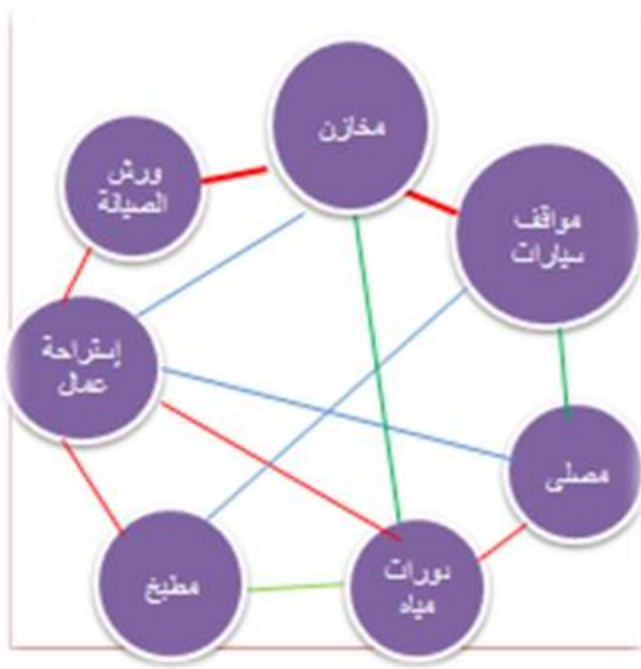 مخازن
ورش
الصيانة
مواقف
سيارات
إستراحة
عمال
مصلى
دورات
مياه
مطبخ